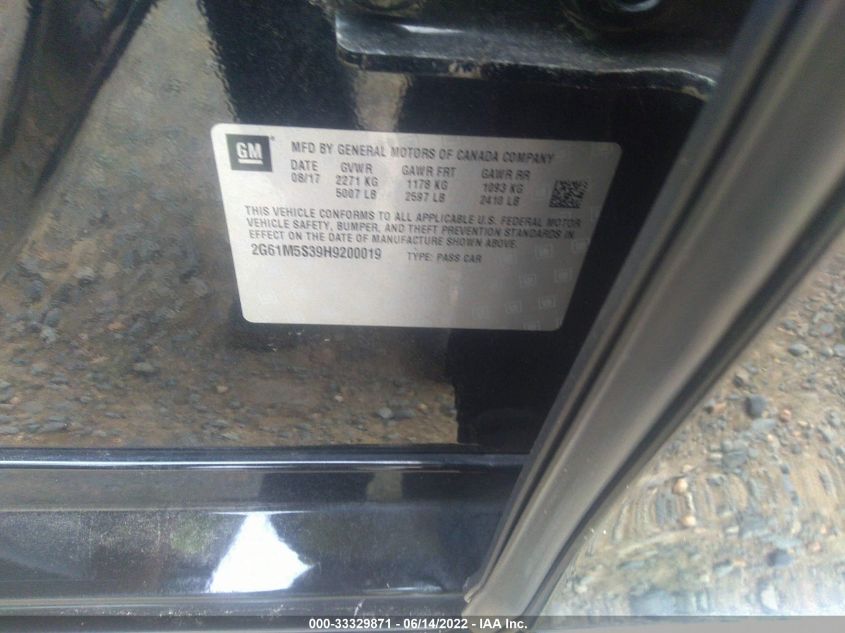 GM ® MFD BY GENERAL MOTORS OF CANADA COMPANY
DATE GVWR GAWR FRT GAWR RR
08/17 2271 KG 1178 KG 1093 KG
5007 LB 2597 LB 2410 LB
THIS VEHICLE CONFORMS TO ALL APPLICABLE U.S. FEDERAL MOTOR
VEHICLE SAFETY, BUMPER, AND THEFT PREVENTION STANDARDS IN
EFFECT ON THE DATE OF MANUFACTURE SHOWN ABOVE.
2G61M5S39H9200019 TYPE: PASS CAR
000-33329871 - 06/14/2022 - IAA Inc.